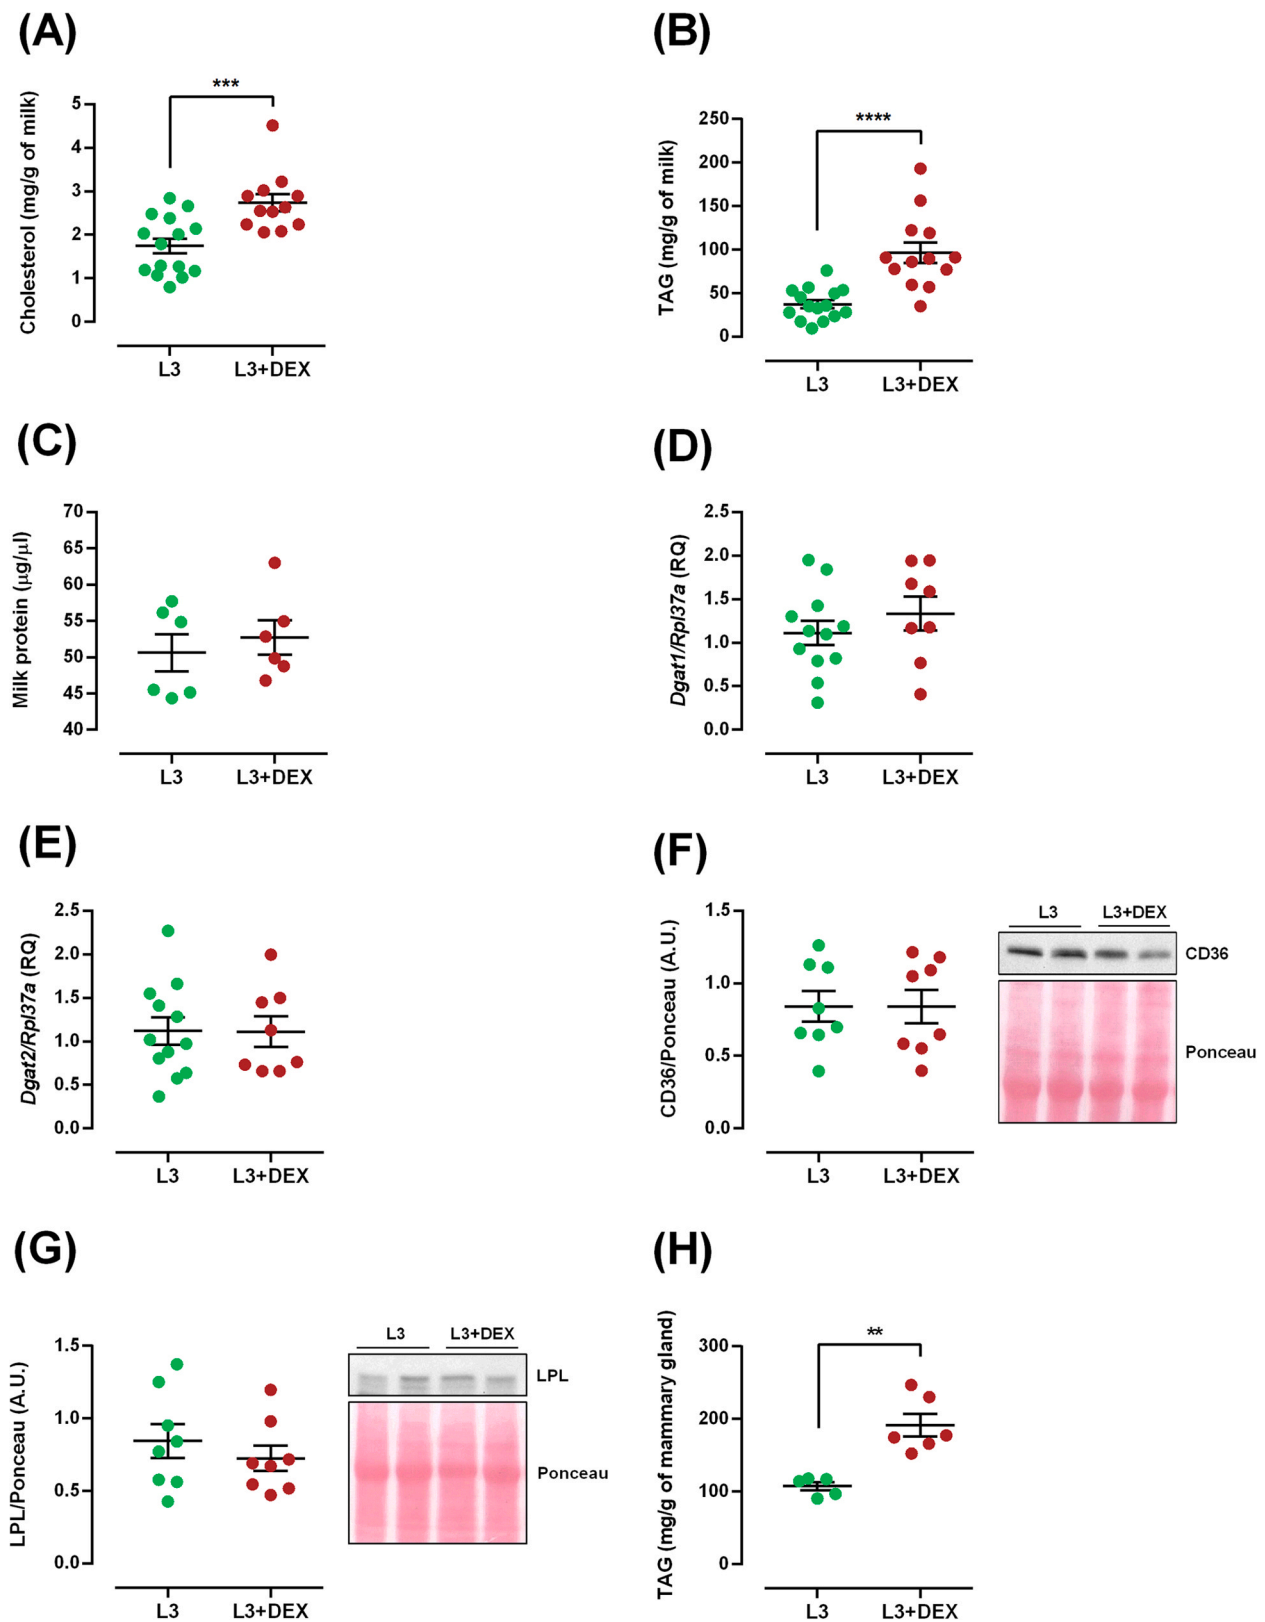 (A)
***
Cholesterol (mg/g of milk)
5
4
3
2
1
0
L3 L3+DEX
(B)
****
TAG (mg/g of milk)
250
200
150
100
50
0
L3 L3+DEX
(C)
Milk protein (µg/µl)
70
65
60
55
50
45
40
L3 L3+DEX
(D)
Dgat1/Rpl37a (RQ)
2.5
2.0
1.5
1.0
0.5
0.0
L3 L3+DEX
(E)
Dgat2/Rpl37a (RQ)
2.5
2.0
1.5
1.0
0.5
0.0
L3 L3+DEX
(F)
CD36/Ponceau (A.U.)
1.5
1.0
0.5
0.0
L3 L3+DEX
L3 L3+DEX
CD36
Ponceau
(G)
LPL/Ponceau (A.U.)
1.5
1.0
0.5
0.0
L3 L3+DEX
L3 L3+DEX
LPL
Ponceau
(H)
**
TAG (mg/g of mammary gland)
300
200
100
0
L3 L3+DEX